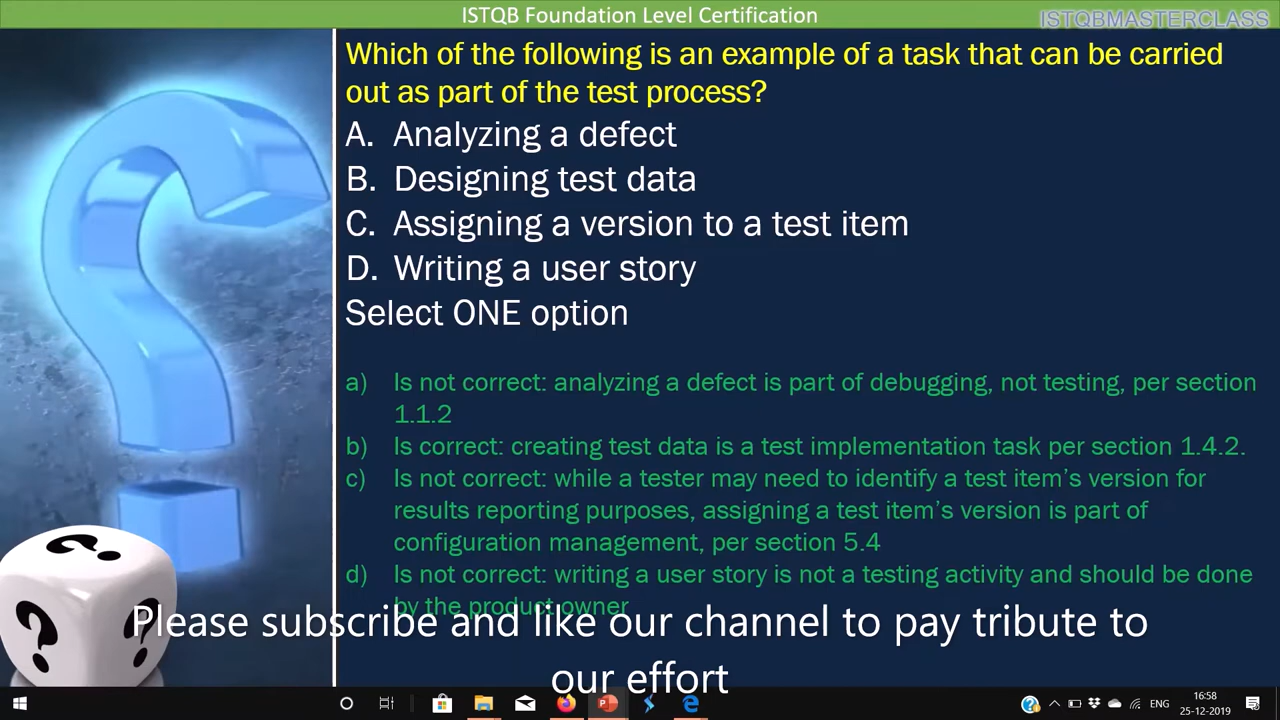 ISTQB Foundation Level Certification
ISTQBMASTERCLASS
Which of the following is an example of a task that can be carried
out as part of the test process?
A. Analyzing a defect
B. Designing test data
C. Assigning a version to a test item
D. Writing a user story
Select ONE option
a) Is not correct: analyzing a defect is part of debugging, not testing, per section
1.1.2
b) Is correct: creating test data is a test implementation task per section 1.4.2.
c) Is not correct: while a tester may need to identify a test item's version for
results reporting purposes, assigning a test item's version is part of
configuration management, per section 5.4
d) Is not correct: writing a user story is not a testing activity and should be done
by the product owner
Please subscribe and like our channel to pay tribute to
our effort
ENG
16:58
25-12-2019